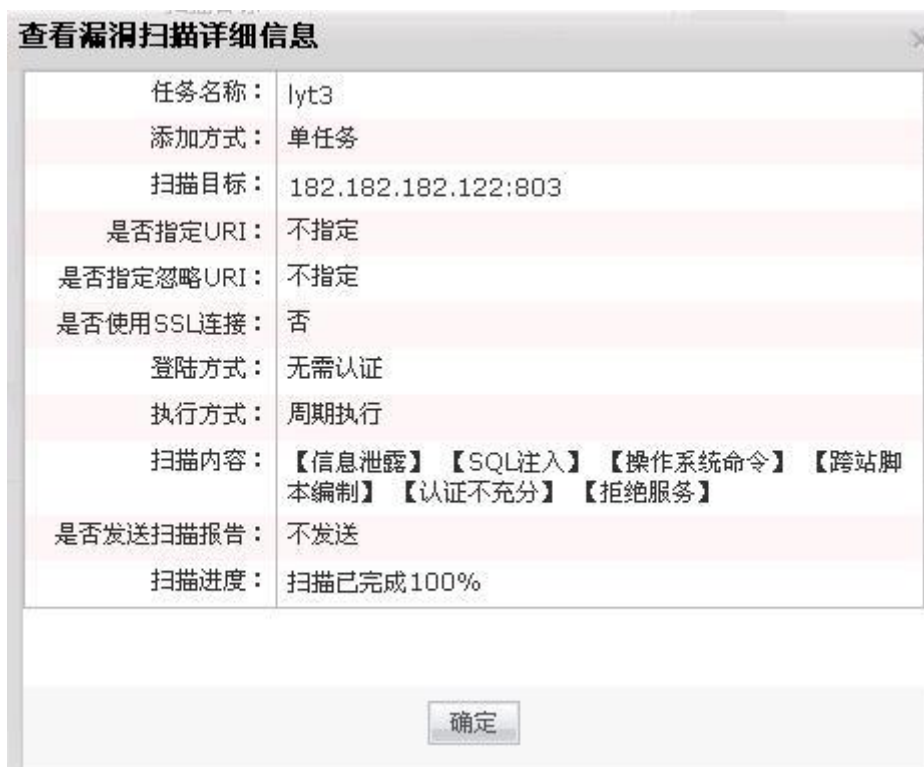 查看漏洞扫描详细信息
任务名称： lyt3
添加方式： 单任务
扫描目标： 182.182.182.122:803
是否指定URI： 不指定
是否指定忽略URI： 不指定
是否使用SSL连接： 否
登陆方式： 无需认证
执行方式： 周期执行
扫描内容： 【信息泄露】 【SQL注入】 【操作系统命令】 【跨站脚
本编制】 【认证不充分】 【拒绝服务】
是否发送扫描报告： 不发送
扫描进度： 扫描已完成100%
确定